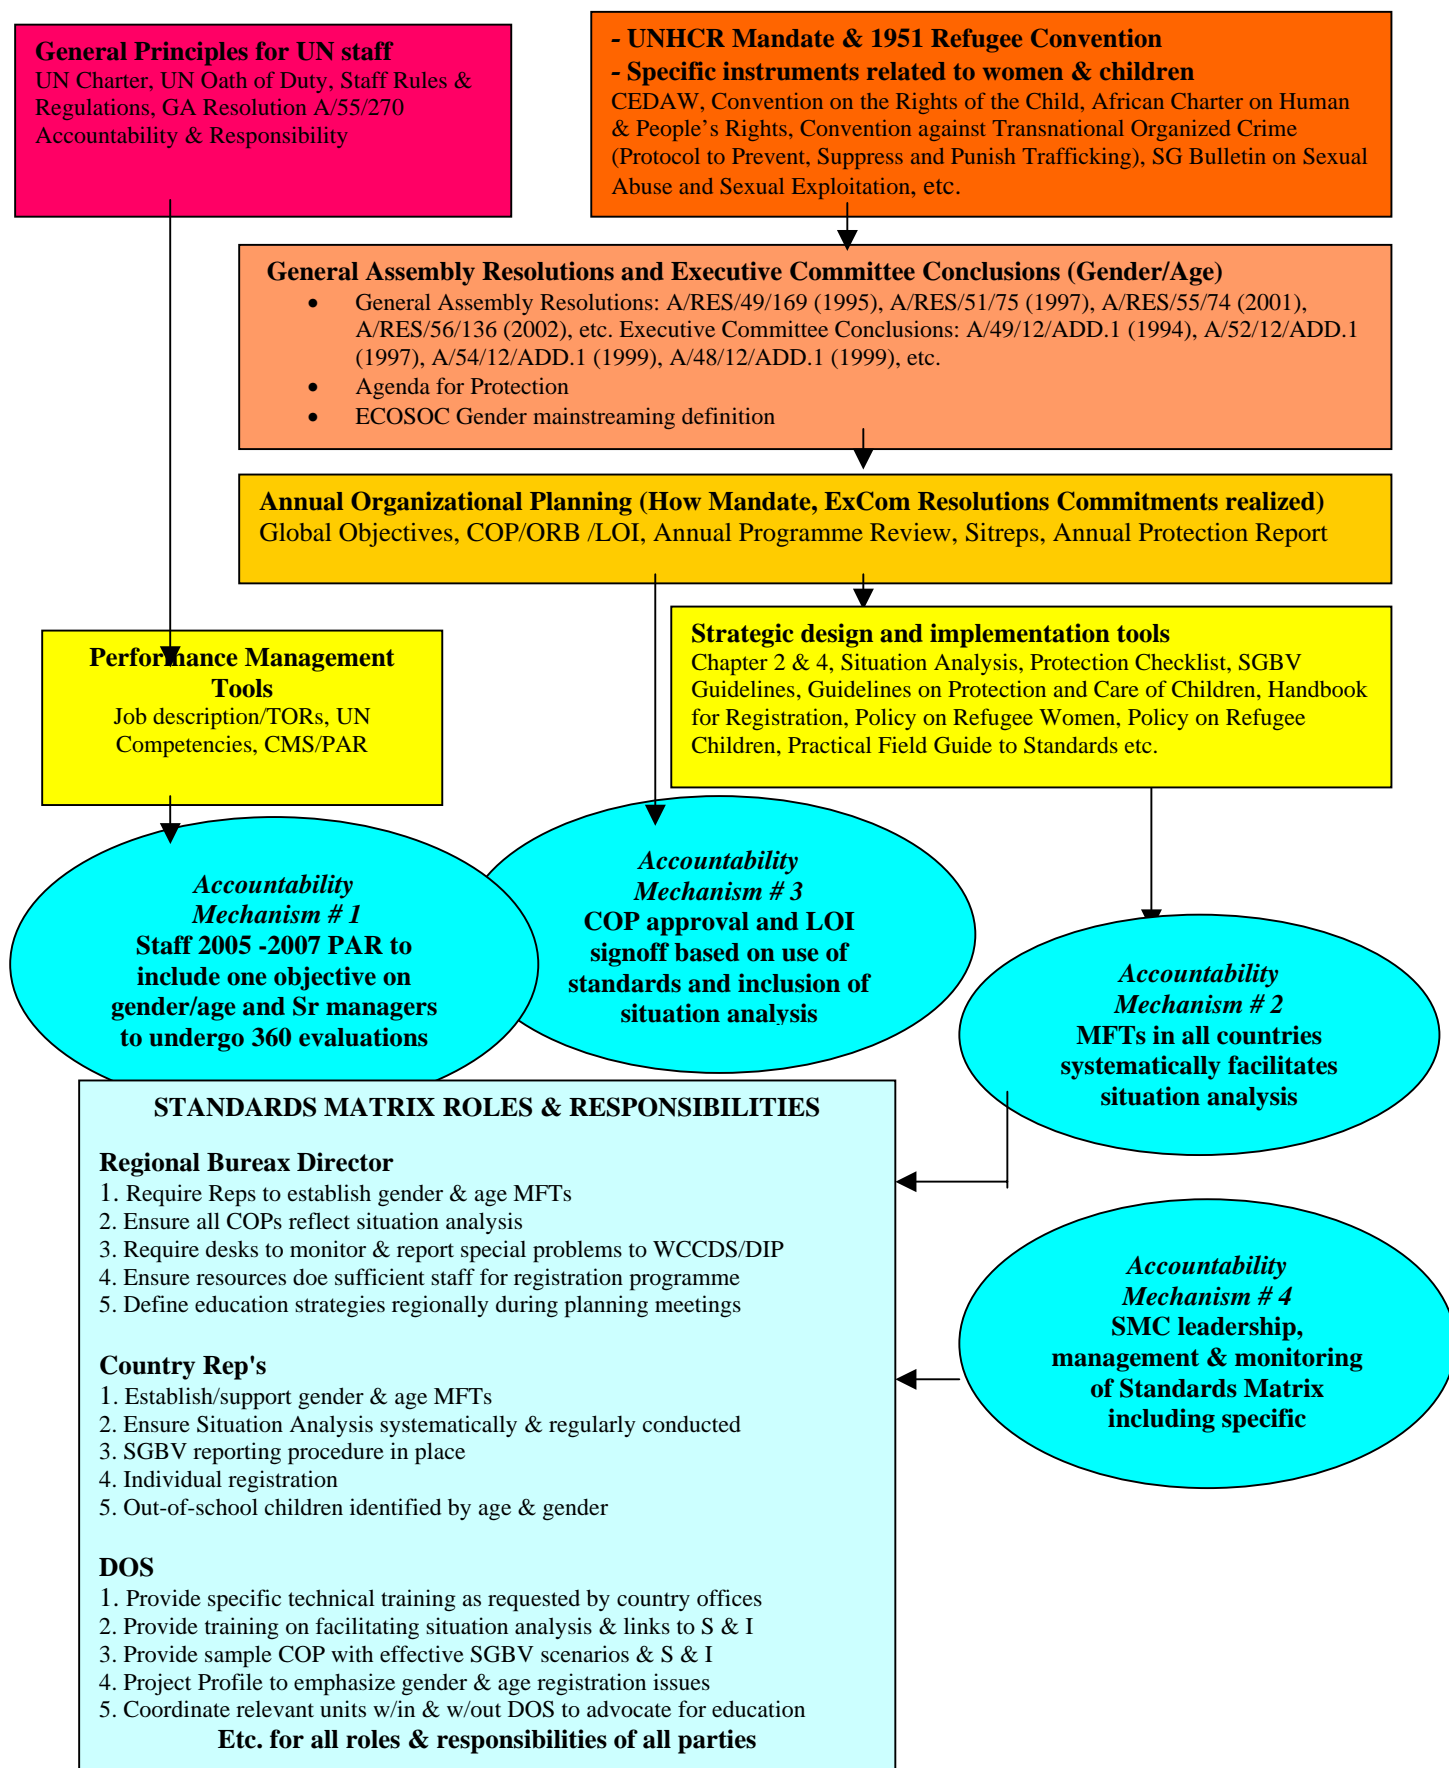 General Principles for UN staff
UN Charter, UN Oath of Duty, Staff Rules &
Regulations, GA Resolution A/55/270
Accountability & Responsibility
- UNHCR Mandate & 1951 Refugee Convention
- Specific instruments related to women & children
CEDAW, Convention on the Rights of the Child, African Charter on Human
& People's Rights, Convention against Transnational Organized Crime
(Protocol to Prevent, Suppress and Punish Trafficking), SG Bulletin on Sexual
Abuse and Sexual Exploitation, etc.
General Assembly Resolutions and Executive Committee Conclusions (Gender/Age)
• General Assembly Resolutions: A/RES/49/169 (1995), A/RES/51/75 (1997), A/RES/55/74 (2001),
A/RES/56/136 (2002), etc. Executive Committee Conclusions: A/49/12/ADD.1 (1994), A/52/12/ADD.1
(1997), A/54/12/ADD.1 (1999), A/48/12/ADD.1 (1999), etc.
• Agenda for Protection
• ECOSOC Gender mainstreaming definition
Annual Organizational Planning (How Mandate, ExCom Resolutions Commitments realized)
Global Objectives, COP/ORB /LOI, Annual Programme Review, Sitreps, Annual Protection Report
Performance Management
Tools
Job description/TORs, UN
Competencies, CMS/PAR
Strategic design and implementation tools
Chapter 2 & 4, Situation Analysis, Protection Checklist, SGBV
Guidelines, Guidelines on Protection and Care of Children, Handbook
for Registration, Policy on Refugee Women, Policy on Refugee
Children, Practical Field Guide to Standards etc.
Accountability
Mechanism # 1
Staff 2005 -2007 PAR to
include one objective on
gender/age and Sr managers
to undergo 360 evaluations
Accountability
Mechanism # 3
COP approval and LOI
signoff based on use of
standards and inclusion of
situation analysis
Accountability
Mechanism # 2
MFTs in all countries
systematically facilitates
situation analysis
Accountability
Mechanism # 4
SMC leadership,
management & monitoring
of Standards Matrix
including specific
STANDARDS MATRIX ROLES & RESPONSIBILITIES
Regional Bureax Director
1. Require Reps to establish gender & age MFTs
2. Ensure all COPs reflect situation analysis
3. Require desks to monitor & report special problems to WCCDS/DIP
4. Ensure resources doe sufficient staff for registration programme
5. Define education strategies regionally during planning meetings
Country Rep's
1. Establish/support gender & age MFTs
2. Ensure Situation Analysis systematically & regularly conducted
3. SGBV reporting procedure in place
4. Individual registration
5. Out-of-school children identified by age & gender
DOS
1. Provide specific technical training as requested by country offices
2. Provide training on facilitating situation analysis & links to S & I
3. Provide sample COP with effective SGBV scenarios & S & I
4. Project Profile to emphasize gender & age registration issues
5. Coordinate relevant units w/in & w/out DOS to advocate for education
Etc. for all roles & responsibilities of all parties